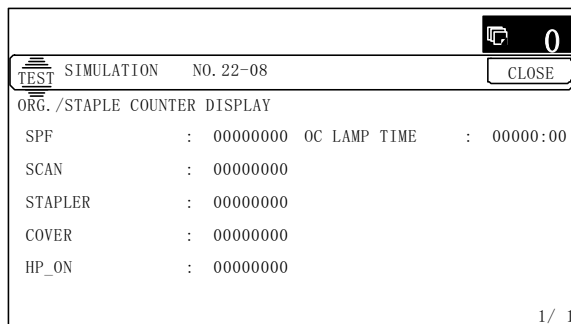 0
TEST SIMULATION NO. 22-08 CLOSE
ORG./STAPLE COUNTER DISPLAY
SPF : 00000000 OC LAMP TIME : 00000:00
SCAN : 00000000
STAPLER : 00000000
COVER : 00000000
HP_ON : 00000000
1/ 1